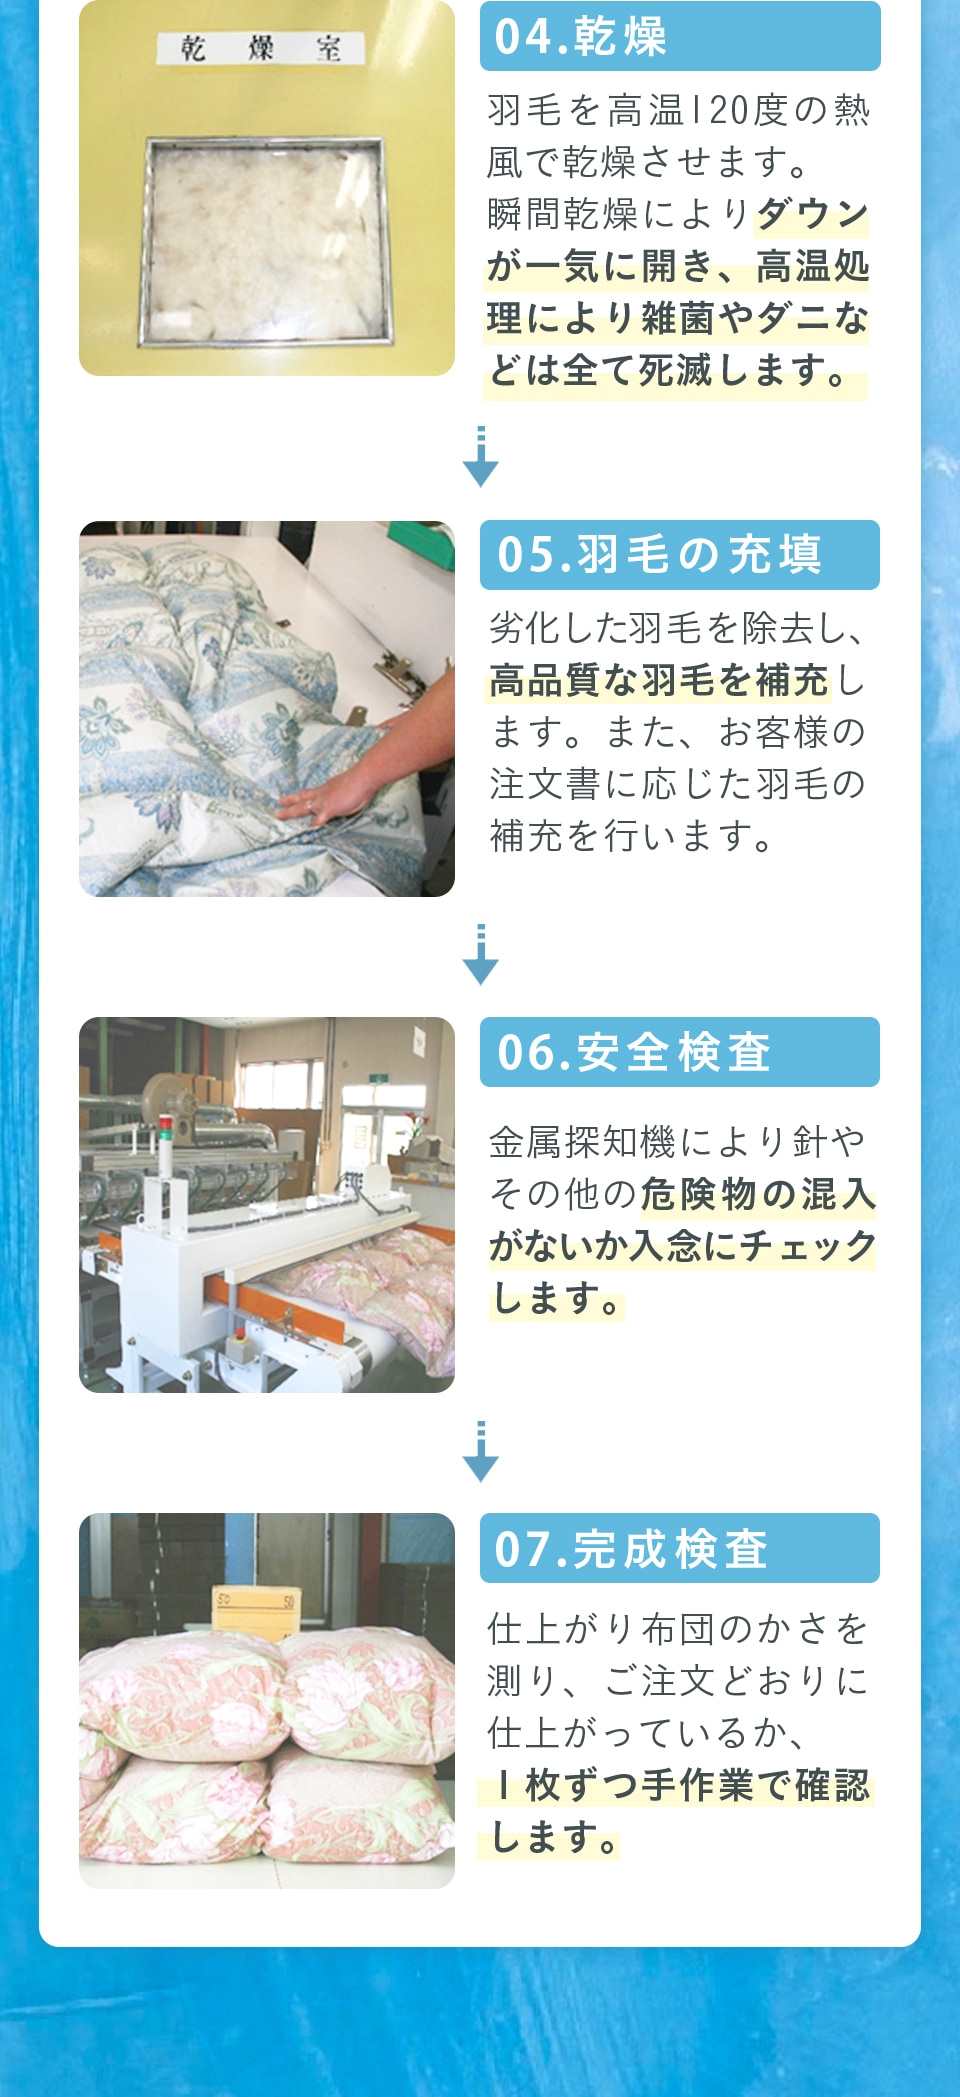 乾燥室
04.乾燥
羽毛を高温120度の熱
風で乾燥させます。
瞬間乾燥によりダウン
が一気に開き、高温処
理により雑菌やダニな
どは全て死滅します。
05.羽毛の充填
劣化した羽毛を除去し、
高品質な羽毛を補充し
ます。また、お客様の
注文書に応じた羽毛の
補充を行います。
06.安全検査
金属探知機により針や
その他の危険物の混入
がないか入念にチェック
します。
07.完成検査
50 50
仕上がり布団のかさを
測り、ご注文どおりに
仕上がっているか、
1枚ずつ手作業で確認
します。